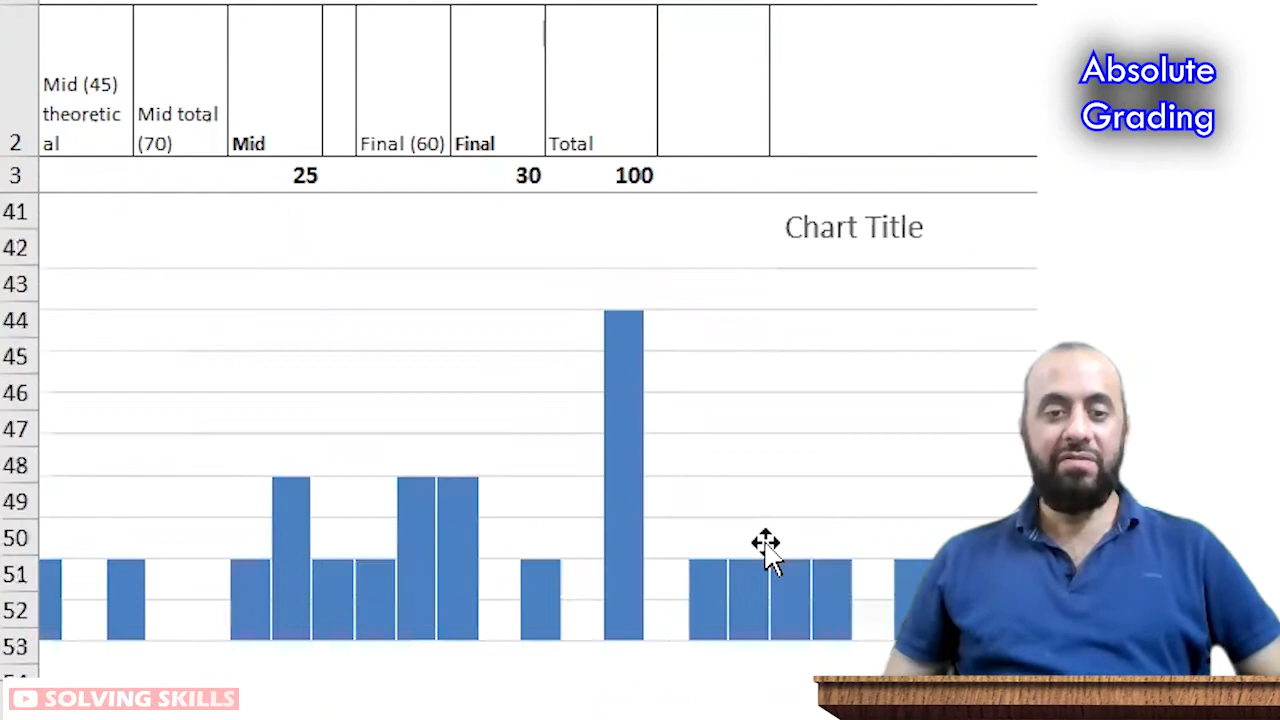 Absolute
Grading
Mid (45)
theoretic
al
Mid total
(70)
Mid
Final (60)
Final
Total
2
3
25
30
100
41
Chart Title
42
43
44
45
46
47
48
49
50
51
52
53
SOLVING SKILLS